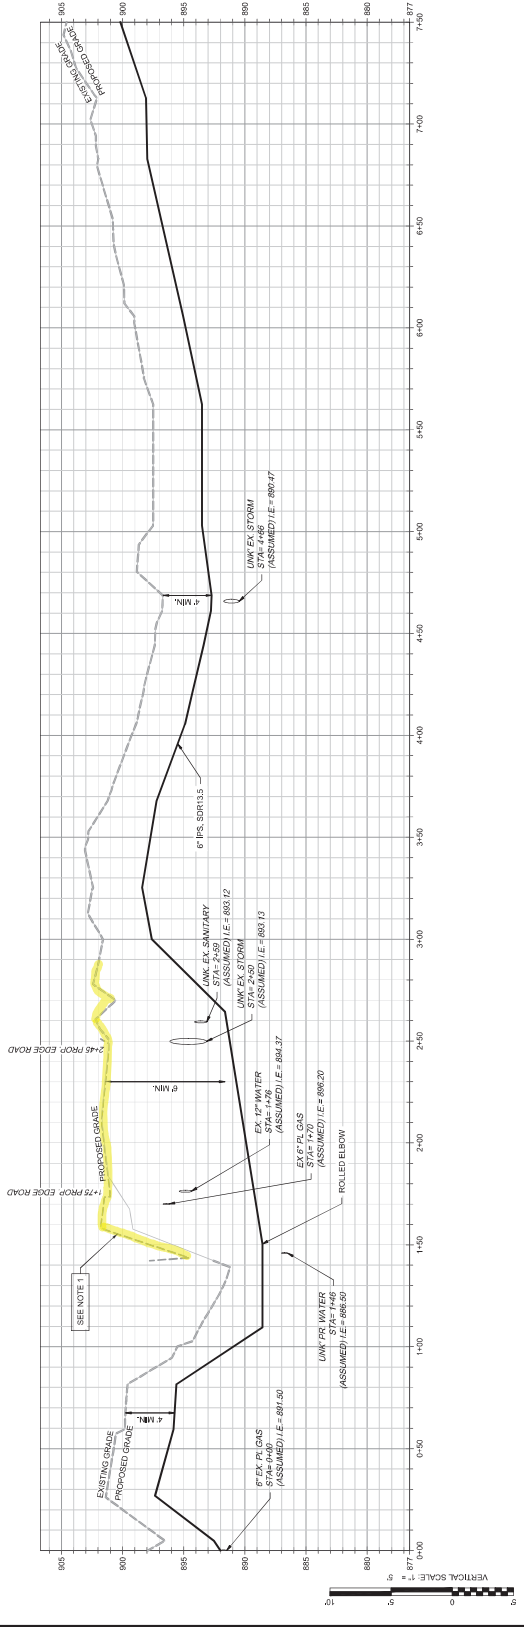 905
900
895
890
885
880
877
7+50
EXISTING GRADE
PROPOSED GRADE
7+00
6+50
6+00
5+50
5+00
4+50
4+00
3+50
3+00
2+50
2+00
1+50
1+00
0+50
0+00
UNK' EX. STORM
STA= 4+66
(ASSUMED) I.E.= 890.47
4' MIN.
6" IPS, SDR13.5
UNK. EX. SANITARY
STA= 2+59
(ASSUMED) I.E.= 893.12
UNK' EX. STORM
STA= 2+50
(ASSUMED) I.E.= 893.13
2+45 PROP. EDGE ROAD
6' MIN.
PROPOSED GRADE
EX. 12" WATER
STA= 1+76
(ASSUMED) I.E.= 894.37
1+75 PROP. EDGE ROAD
EX 6" PL GAS
STA= 1+70
(ASSUMED) I.E.= 896.20
ROLLED ELBOW
SEE NOTE 1
UNK' PR. WATER
STA= 1+46
(ASSUMED) I.E.= 886.50
4' MIN.
EXISTING GRADE
PROPOSED GRADE
6" EX. PL GAS
STA= 0+00
(ASSUMED) I.E.= 891.50
905
900
895
890
885
880
877
VERTICAL SCALE: 1" = 5'
10'
5'
0
5'